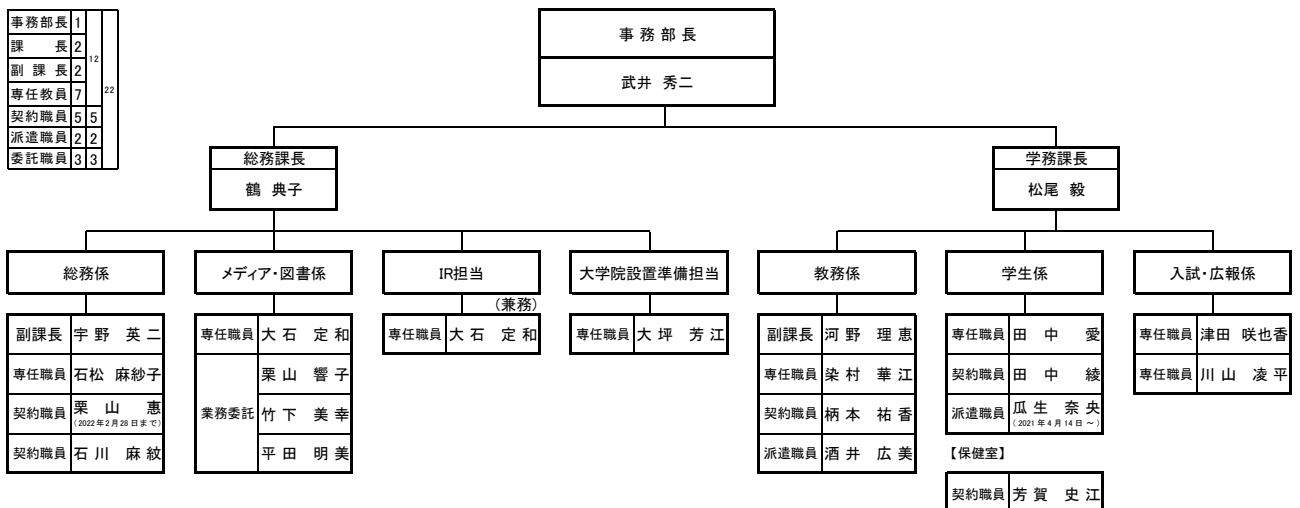 事務部長 1
課長 2
副課長 2
専任教員 7
12
22
契約職員 5 5
派遣職員 2 2
委託職員 3 3
事務部長
武井 秀二
総務課長
鶴 典子
学務課長
松尾 毅
総務係
メディア・図書係
IR担当
大学院設置準備担当
教務係
学生係
入試・広報係
副課長 宇野 英二
専任職員 石松 麻紗子
契約職員 栗山 恵
(2022年2月28日まで)
契約職員 石川 麻紋
専任職員 大石 定和
業務委託
栗山 響子
竹下 美幸
平田 明美
(兼務)
専任職員 大石 定和
専任職員 大坪 芳江
副課長 河野 理恵
専任職員 染村 華江
契約職員 柄本 祐香
派遣職員 酒井 広美
専任職員 田中 愛
契約職員 田中 綾
派遣職員 瓜生 奈央
(2021年4月14日~)
【保健室】
契約職員 芳賀 史江
専任職員 津田 咲也香
専任職員 川山 凌平